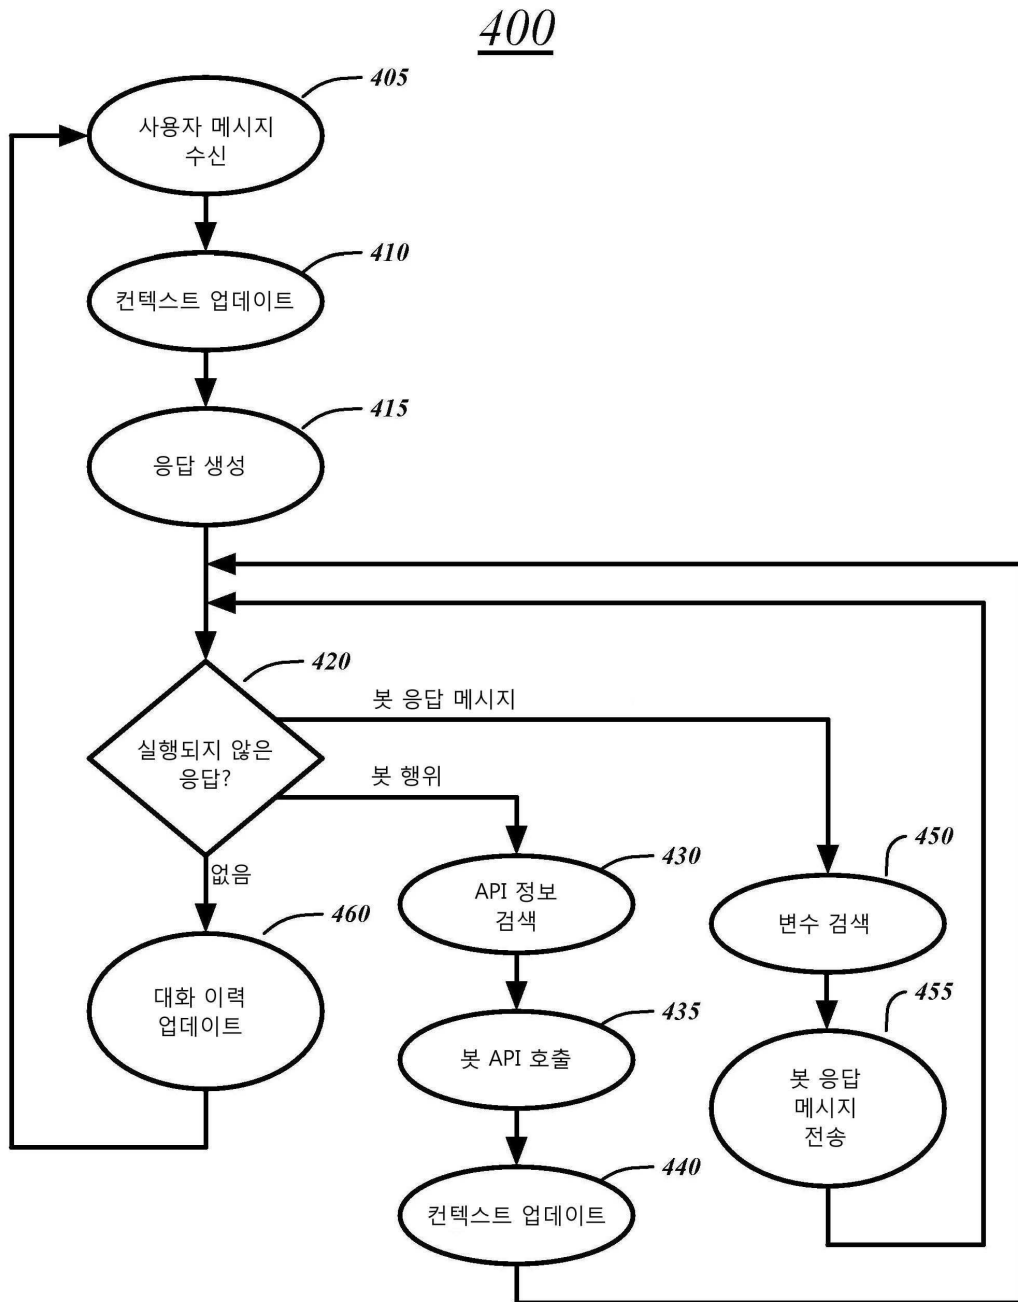 400
405
사용자 메시지
수신
410
컨텍스트 업데이트
415
응답 생성
420
실행되지 않은
응답?
봇 응답 메시지
봇 행위
없음
430
API 정보
검색
450
변수 검색
460
대화 이력
업데이트
435
봇 API 호출
455
봇 응답
메시지
전송
440
컨텍스트 업데이트